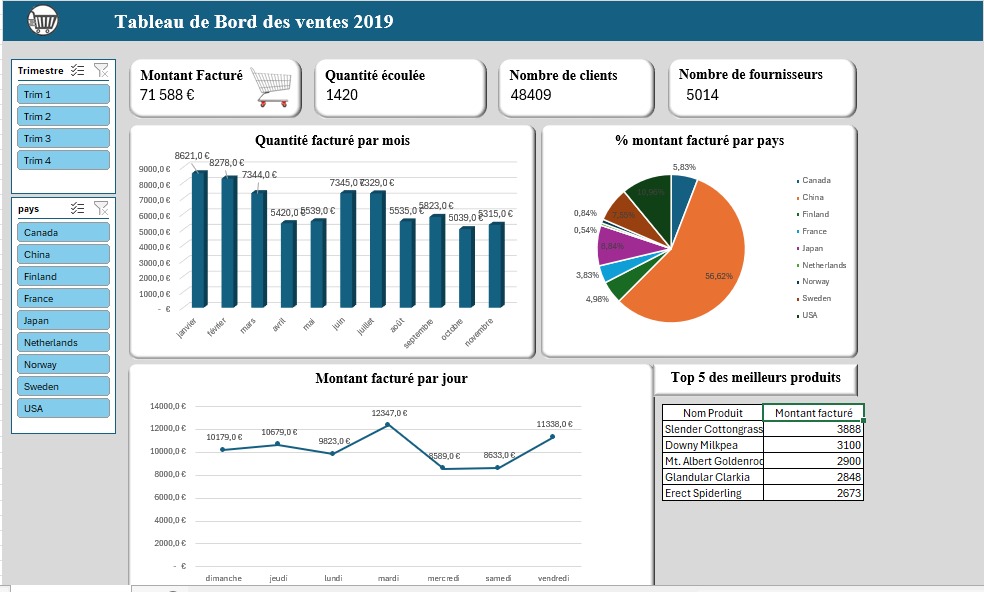 Tableau de Bord des ventes 2019
Trimestre
Trim 1
Trim 2
Trim 3
Trim 4
pays
Canada
China
Finland
France
Japan
Netherlands
Norway
Sweden
USA
Montant Facturé
71 588 €
Quantité écoulée
1420
Nombre de clients
48409
Nombre de fournisseurs
5014
Quantité facturé par mois
9000,0 €
8000,0 €
7000,0 €
6000,0 €
5000,0 €
4000,0 €
3000,0 €
2000,0 €
1000,0 €
- €
8621,0 €
8278,0 €
7344,0 €
5420,0 €
5539,0 €
7345,0 €
7329,0 €
5535,0 €
5823,0 €
5039,0 €
5315,0 €
janvier
février
mars
avril
mai
juin
juillet
août
septembre
octobre
novembre
% montant facturé par pays
5,83%
56,62%
4,98%
3,83%
0,54%
0,84%
Canada
China
Finland
France
Japan
Netherlands
Norway
Sweden
USA
Montant facturé par jour
14000,0 €
12000,0 €
10000,0 €
8000,0 €
6000,0 €
4000,0 €
2000,0 €
- €
10179,0 €
10679,0 €
9823,0 €
12347,0 €
8589,0 €
8633,0 €
11338,0 €
dimanche
jeudi
lundi
mardi
mercredi
samedi
vendredi
Top 5 des meilleurs produits
Nom Produit Montant facturé
Slender Cottongrass 3888
Downy Milkpea 3100
Mt. Albert Goldenrod 2900
Glandular Clarkia 2848
Erect Spiderling 2673